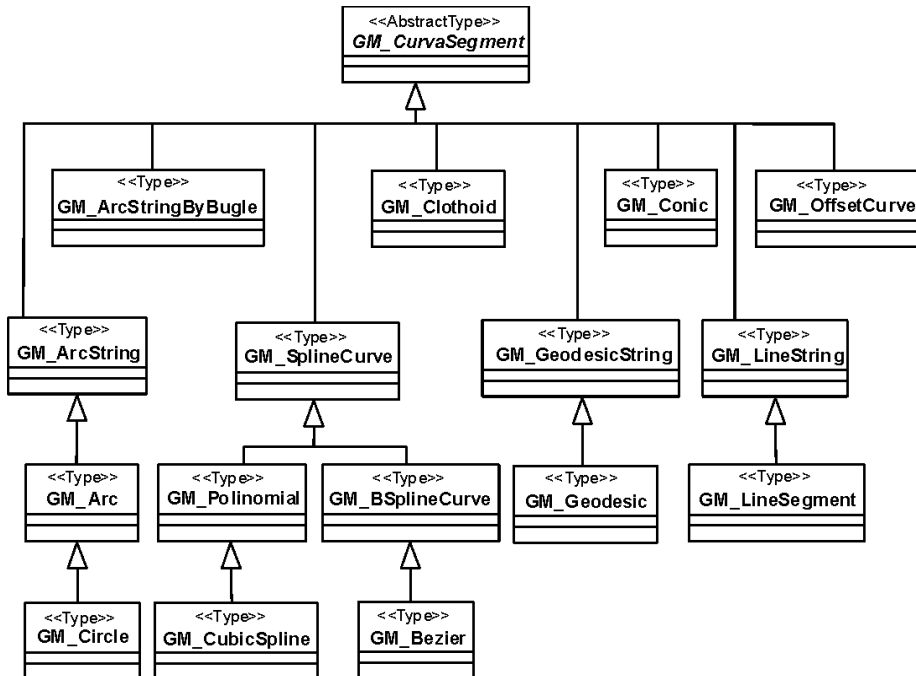 <<AbstractType>>
GM_CurvaSegment
<<Type>>
GM_ArcStringByBugle
<<Type>>
GM_Clothoid
<<Type>>
GM_Conic
<<Type>>
GM_OffsetCurve
<<Type>>
GM_ArcString
<<Type>>
GM_SplineCurve
<<Type>>
GM_GeodesicString
<<Type>>
GM_LineString
<<Type>>
GM_Arc
<<Type>>
GM_Polinomial
<<Type>>
GM_BSplineCurve
<<Type>>
GM_Geodesic
<<Type>>
GM_LineSegment
<<Type>>
GM_Circle
<<Type>>
GM_CubicSpline
<<Type>>
GM_Bezier